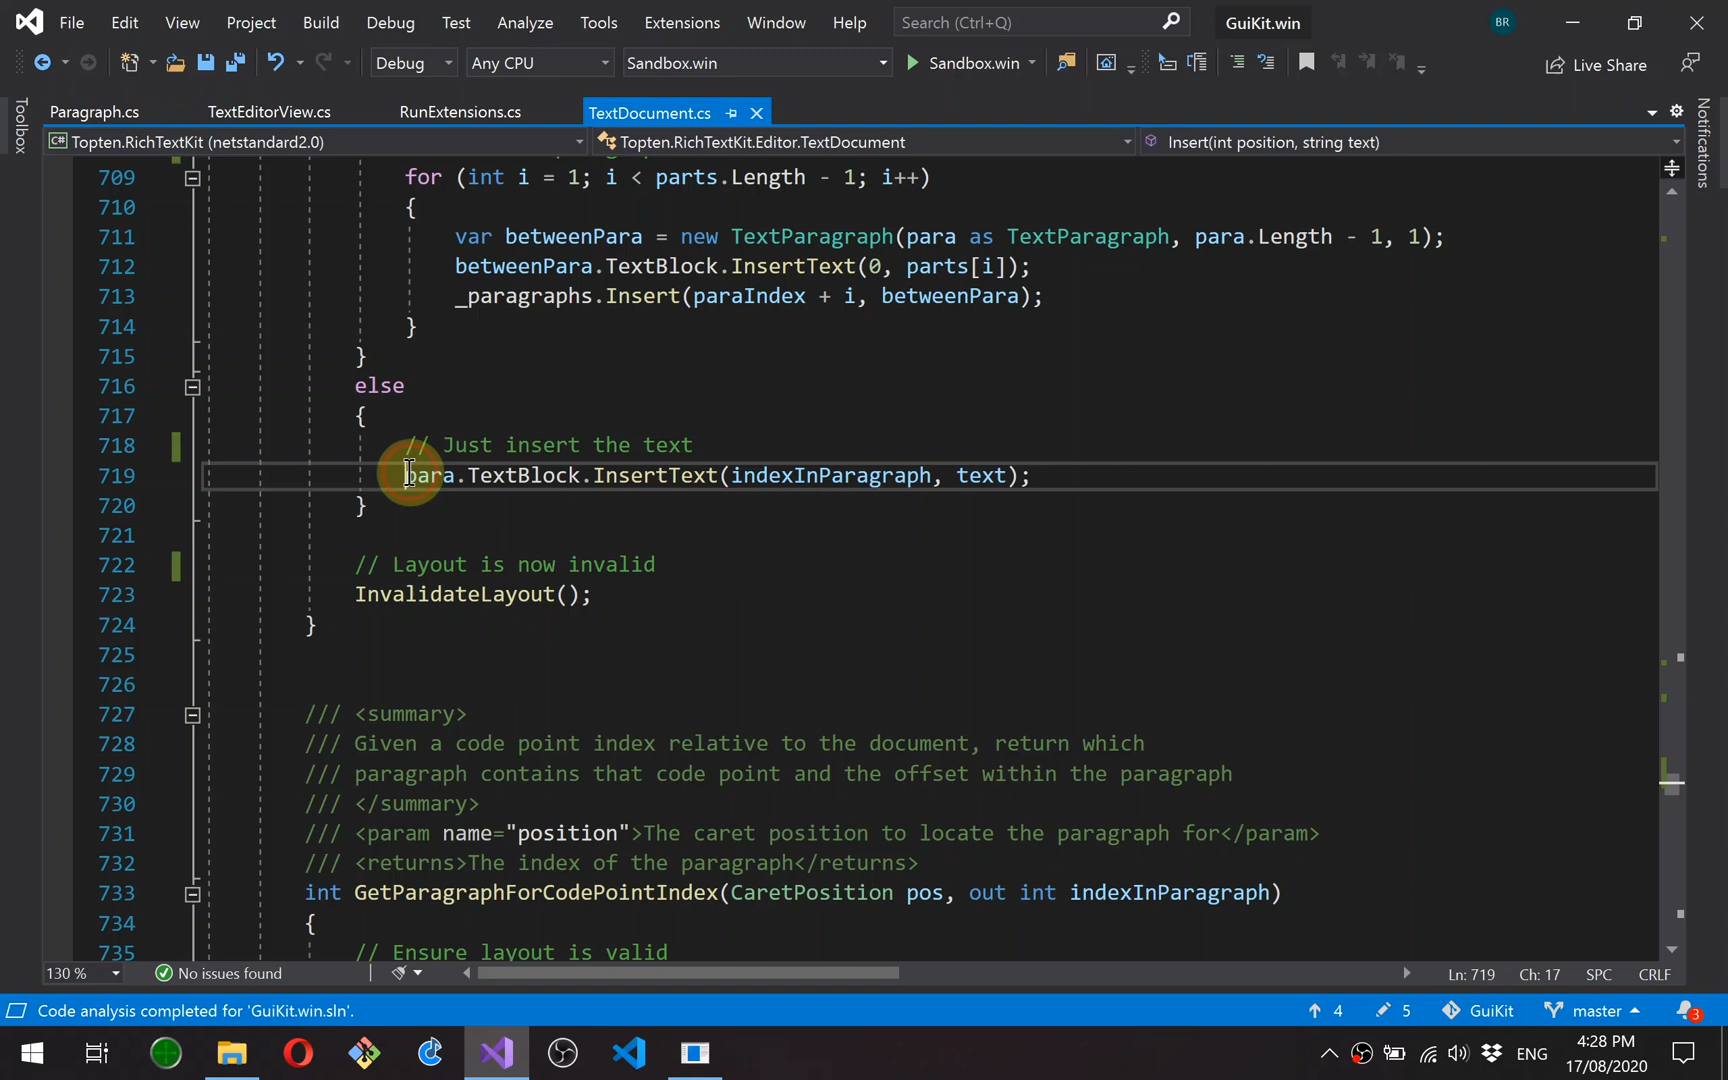 File Edit View Project Build Debug Test Analyze Tools Extensions Window Help Search (Ctrl+Q) GuiKit.win BR
Debug Any CPU Sandbox.win Sandbox.win Live Share
Toolbox
Paragraph.cs TextEditorView.cs RunExtensions.cs TextDocument.cs
Notifications
C# Topten.RichTextKit (netstandard2.0) Topten.RichTextKit.Editor.TextDocument Insert(int position, string text)
709 for (int i = 1; i < parts.Length - 1; i++)
710 {
711 var betweenPara = new TextParagraph(para as TextParagraph, para.Length - 1, 1);
712 betweenPara.TextBlock.InsertText(0, parts[i]);
713 _paragraphs.Insert(paraIndex + i, betweenPara);
714 }
715 }
716 else
717 {
718 // Just insert the text
719 para.TextBlock.InsertText(indexInParagraph, text);
720 }
721
722 // Layout is now invalid
723 InvalidateLayout();
724 }
725
726
727 /// <summary>
728 /// Given a code point index relative to the document, return which
729 /// paragraph contains that code point and the offset within the paragraph
730 /// </summary>
731 /// <param name="position">The caret position to locate the paragraph for</param>
732 /// <returns>The index of the paragraph</returns>
733 int GetParagraphForCodePointIndex(CaretPosition pos, out int indexInParagraph)
734 {
735 // Ensure layout is valid
130 % No issues found Ln: 719 Ch: 17 SPC CRLF
Code analysis completed for 'GuiKit.win.sln'. 4 5 GuiKit master 3
ENG 4:28 PM
17/08/2020